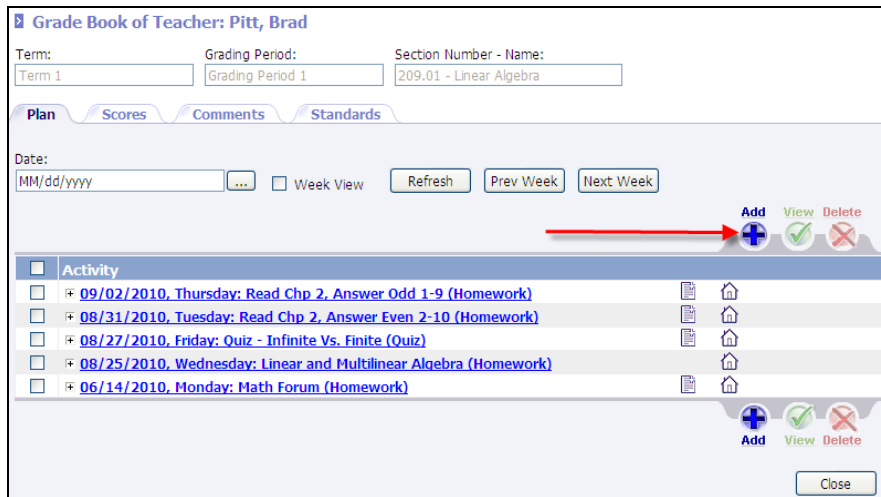 Grade Book of Teacher: Pitt, Brad
Term: Grading Period: Section Number - Name:
Term 1 Grading Period 1 209.01 - Linear Algebra
Plan Scores Comments Standards
Date:
MM/dd/yyyy ... Week View Refresh Prev Week Next Week
Add View Delete
Activity
09/02/2010, Thursday: Read Chp 2, Answer Odd 1-9 (Homework)
08/31/2010, Tuesday: Read Chp 2, Answer Even 2-10 (Homework)
08/27/2010, Friday: Quiz - Infinite Vs. Finite (Quiz)
08/25/2010, Wednesday: Linear and Multilinear Algebra (Homework)
06/14/2010, Monday: Math Forum (Homework)
Add View Delete
Close